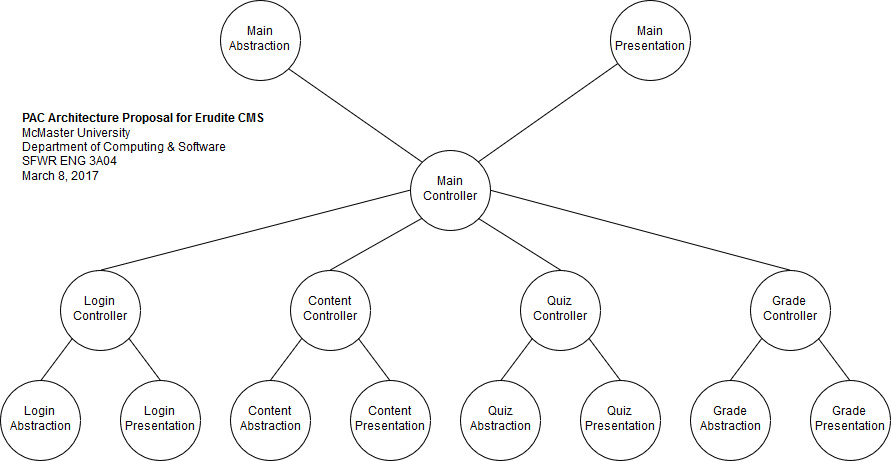 Main
Abstraction
Main
Presentation
PAC Architecture Proposal for Erudite CMS
McMaster University
Department of Computing & Software
SFWR ENG 3A04
March 8, 2017
Main
Controller
Login
Controller
Content
Controller
Quiz
Controller
Grade
Controller
Login
Abstraction
Login
Presentation
Content
Abstraction
Content
Presentation
Quiz
Abstraction
Quiz
Presentation
Grade
Abstraction
Grade
Presentation